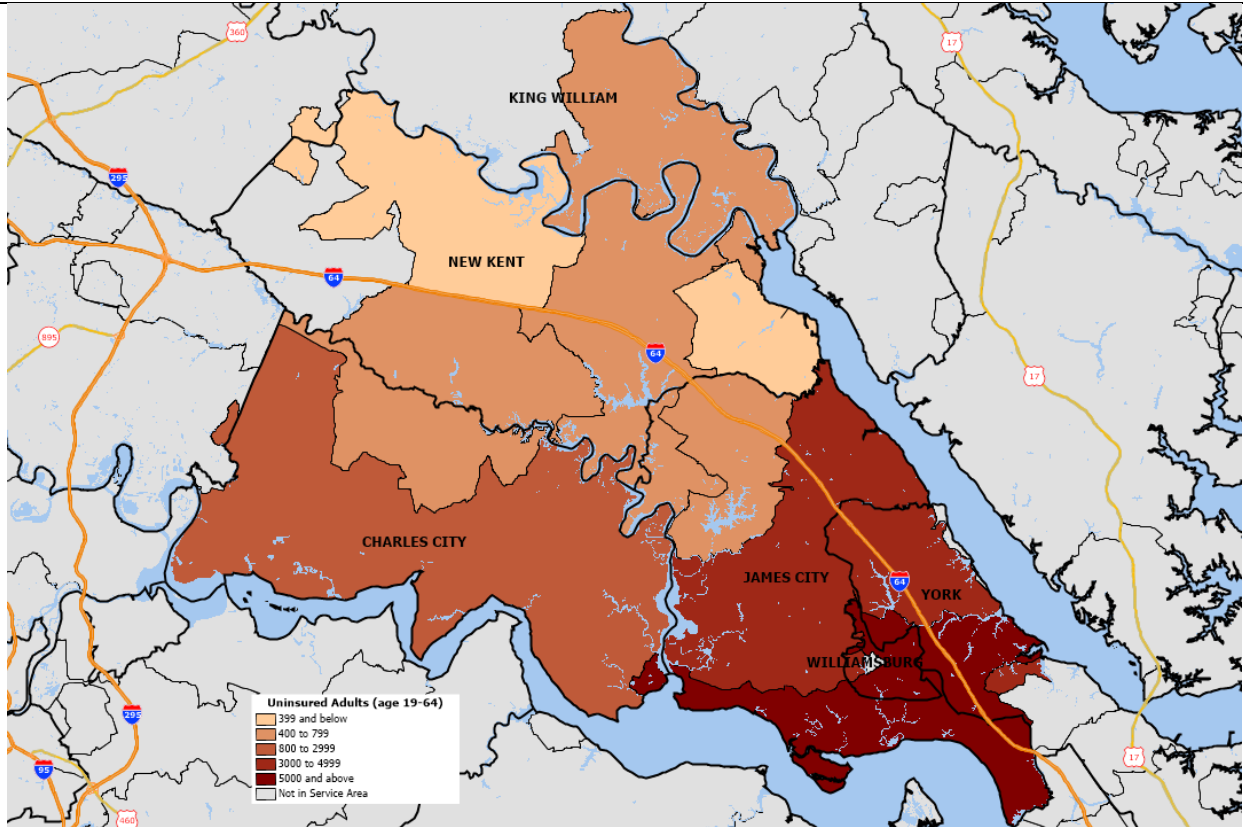 360
17
KING WILLIAM
295
NEW KENT
64
64
895
17
CHARLES CITY
JAMES CITY
64
YORK
WILLIAMSBURG
Uninsured Adults (age 19-64)
399 and below
400 to 799
800 to 2999
3000 to 4999
5000 and above
Not in Service Area
295
95
17
460